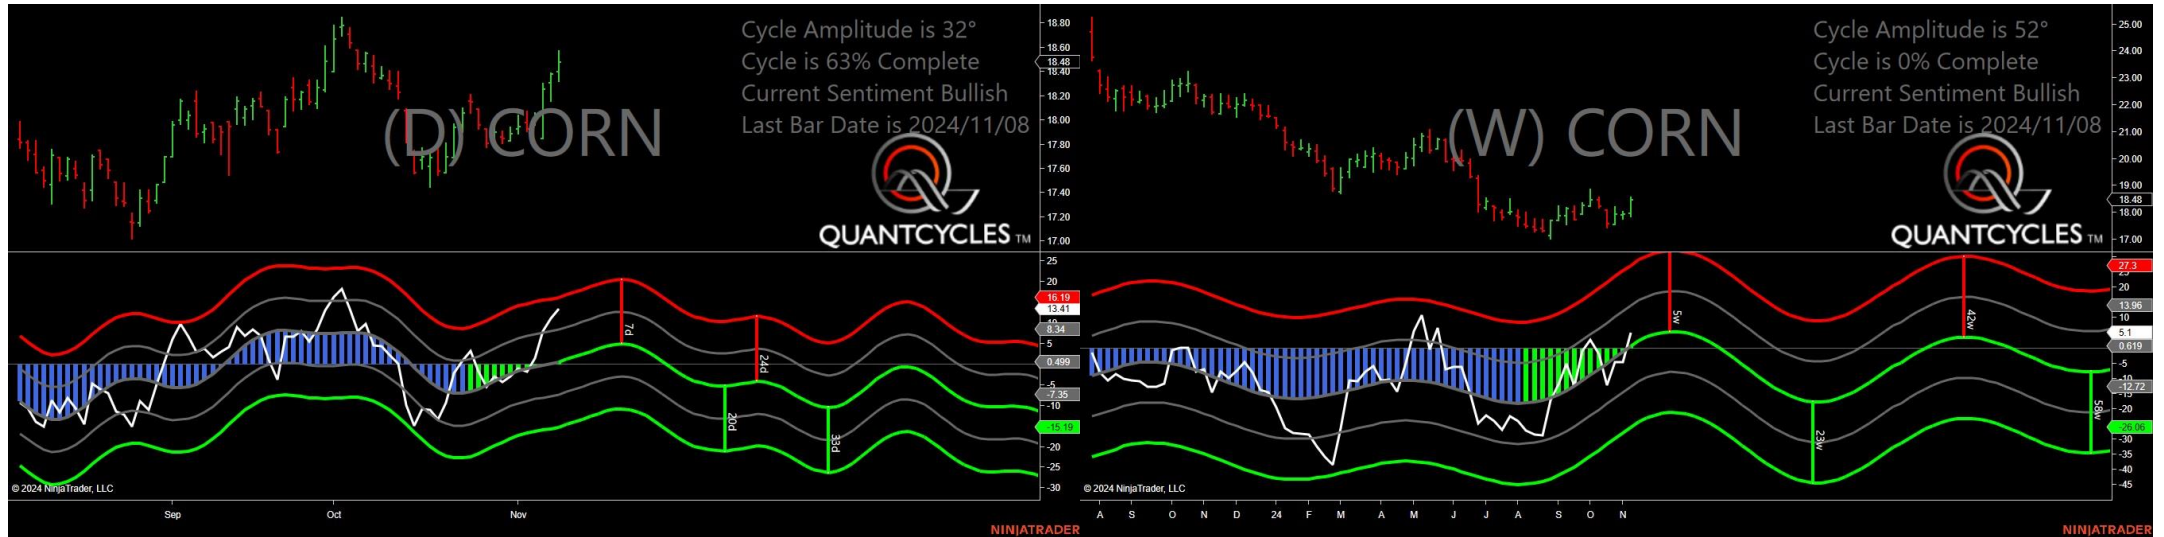 Cycle Amplitude is 32°
Cycle is 63% Complete
Current Sentiment Bullish
Last Bar Date is 2024/11/08
(D) CORN
QUANTCYCLES TM
18.80
18.60
18.48
18.40
18.20
18.00
17.80
17.60
17.40
17.20
17.00
25
20
16.19
13.41
10
8.34
5
0.499
-5
-7.35
-10
-15.19
-20
-25
-30
7d
24d
20d
33d
© 2024 NinjaTrader, LLC
Sep
Oct
Nov
NINJATRADER
Cycle Amplitude is 52°
Cycle is 0% Complete
Current Sentiment Bullish
Last Bar Date is 2024/11/08
(W) CORN
QUANTCYCLES TM
25.00
24.00
23.00
22.00
21.00
20.00
19.00
18.48
18.00
17.00
27.3
25
20
13.96
10
5.1
0.619
-5
-10
-12.72
-15
-20
-26.06
-30
-35
-40
-45
5w
42w
23w
58w
© 2024 NinjaTrader, LLC
A S O N D 24 F M A M J J A S O N
NINJATRADER